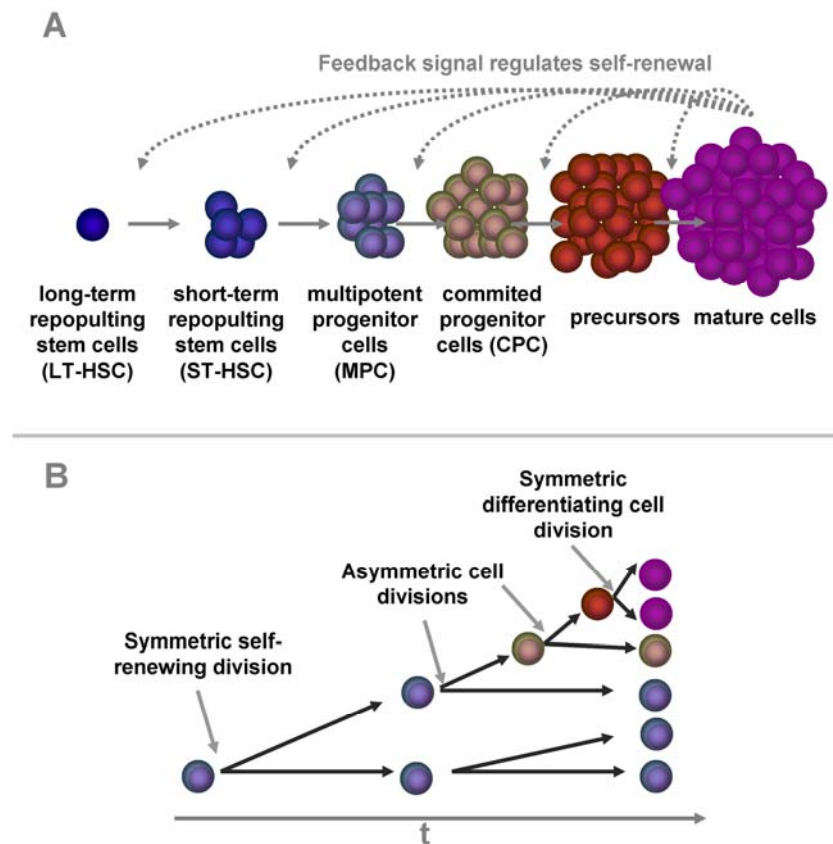 A
Feedback signal regulates self-renewal
long-term
repopulting
stem cells
(LT-HSC)
short-term
repopulting
stem cells
(ST-HSC)
multipotent
progenitor
cells
(MPC)
commited
progenitor
cells (CPC)
precursors
mature cells
B
Symmetric
differentiating cell
division
Asymmetric cell
divisions
Symmetric self-
renewing division
t